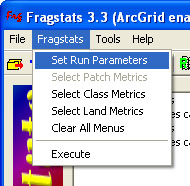 Fragstats 3.3 (ArcGrid ena
File Fragstats Tools Help
Set Run Parameters
Select Patch Metrics
Select Class Metrics
Select Land Metrics
Clear All Menus
Execute